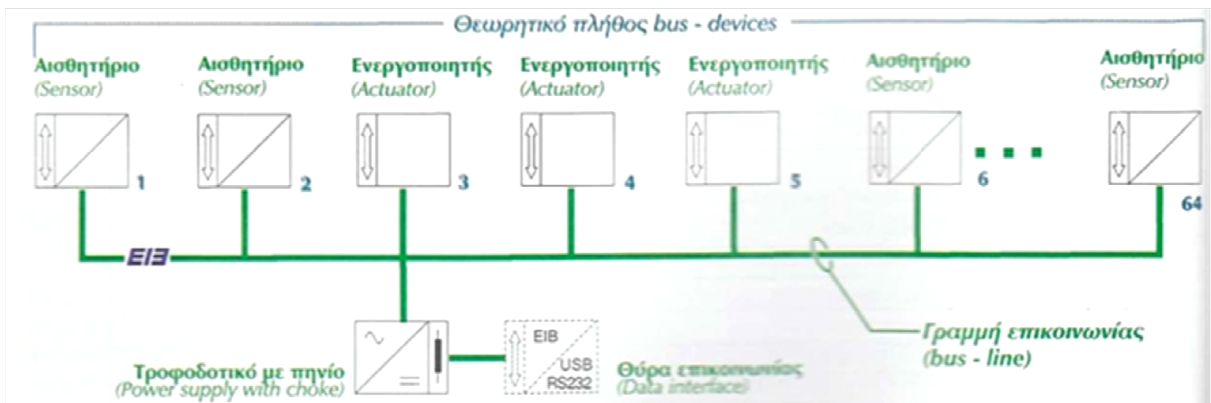 Θεωρητικό πλήθος bus - devices
Αισθητήριο
(Sensor)
1
Αισθητήριο
(Sensor)
2
Ενεργοποιητής
(Actuator)
3
Ενεργοποιητής
(Actuator)
4
Ενεργοποιητής
(Actuator)
5
Αισθητήριο
(Sensor)
6
Αισθητήριο
(Sensor)
64
EIB
Τροφοδοτικό με πηνίο
(Power supply with choke)
EIB
USB
RS232
Θύρα επικοινωνίας
(Data interface)
Γραμμή επικοινωνίας
(bus - line)